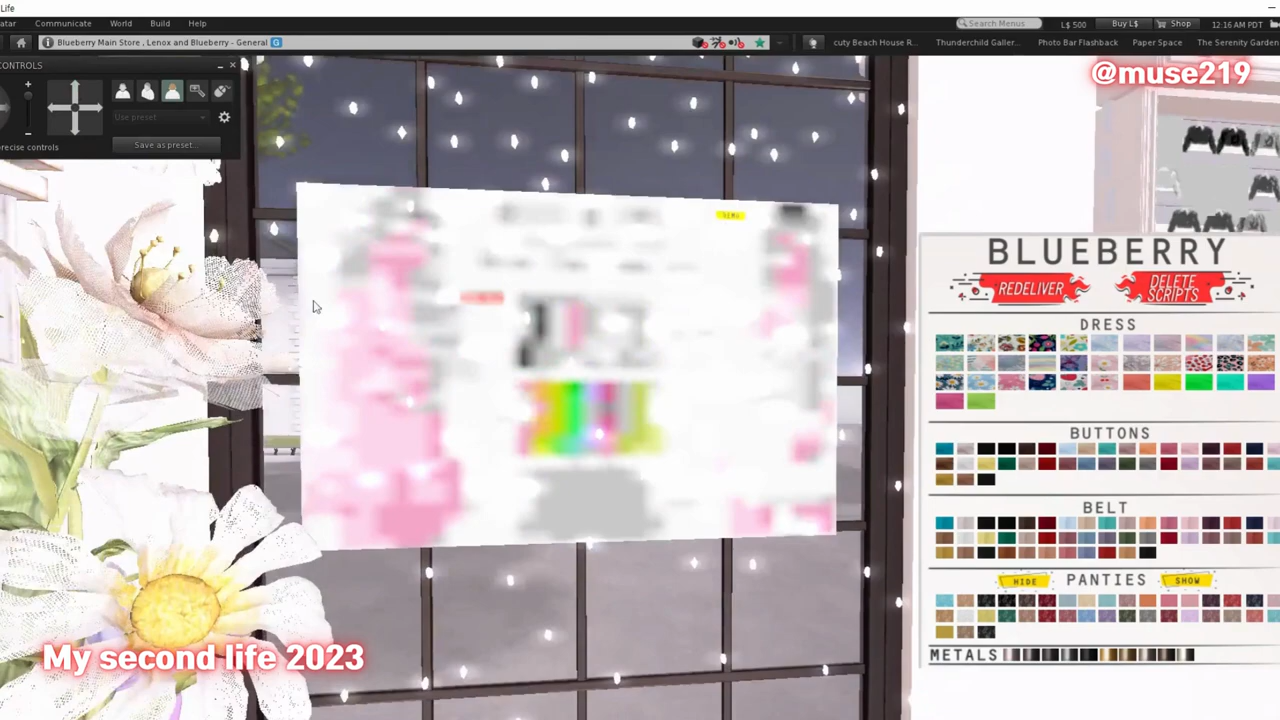 Life
atar Communicate World Build Help
Search Menus L$ 500 Buy L$ Shop 12:16 AM PDT
Blueberry Main Store , Lenox and Blueberry - General G
cuty Beach House R... Thunderchild Galler... Photo Bar Flashback Paper Space The Serenity Garden
CONTROLS
@muse219
Use preset
recise controls
Save as preset...
DEMO
BLUEBERRY
REDELIVER
DELETE SCRIPTS
DRESS
BUTTONS
BELT
HIDE PANTIES SHOW
METALS
My second life 2023